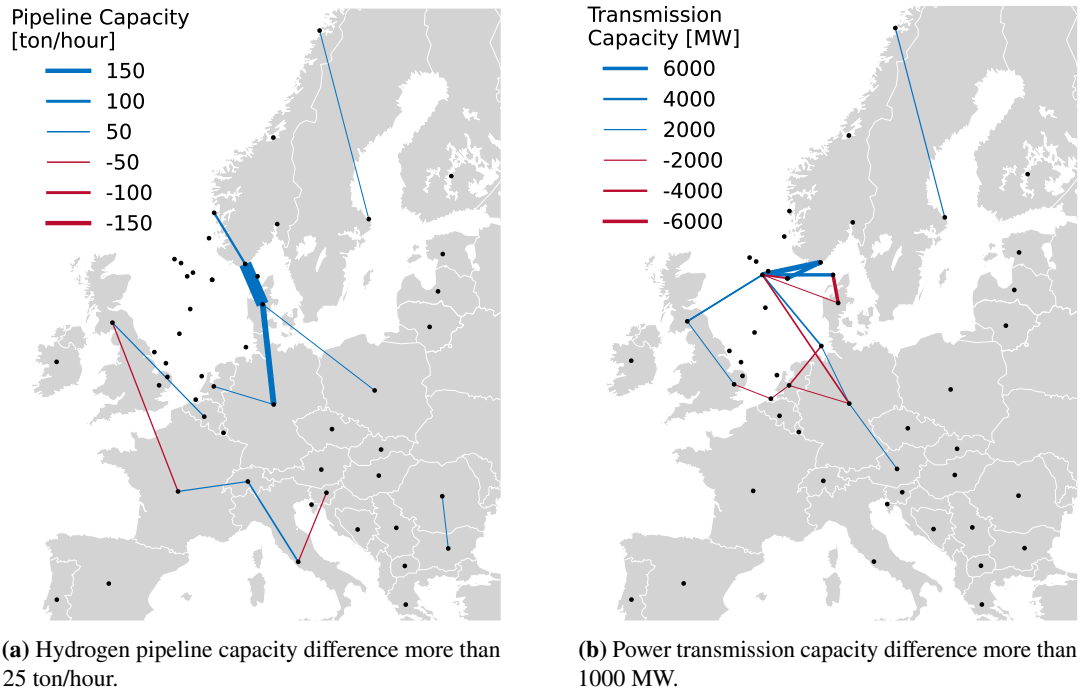 Pipeline Capacity
[ton/hour]
150
100
50
-50
-100
-150
(a) Hydrogen pipeline capacity difference more than
25 ton/hour.
Transmission
Capacity [MW]
6000
4000
2000
-2000
-4000
-6000
(b) Power transmission capacity difference more than
1000 MW.